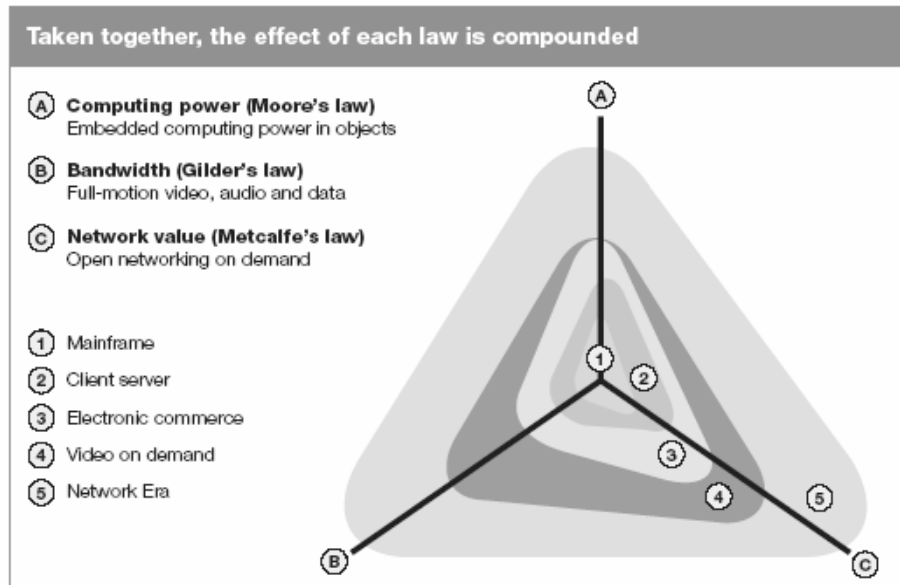 Taken together, the effect of each law is compounded
A Computing power (Moore's law)
Embedded computing power in objects
B Bandwidth (Gilder's law)
Full-motion video, audio and data
C Network value (Metcalfe's law)
Open networking on demand
1 Mainframe
2 Client server
3 Electronic commerce
4 Video on demand
5 Network Era
A
1
2
3
4
5
B
C